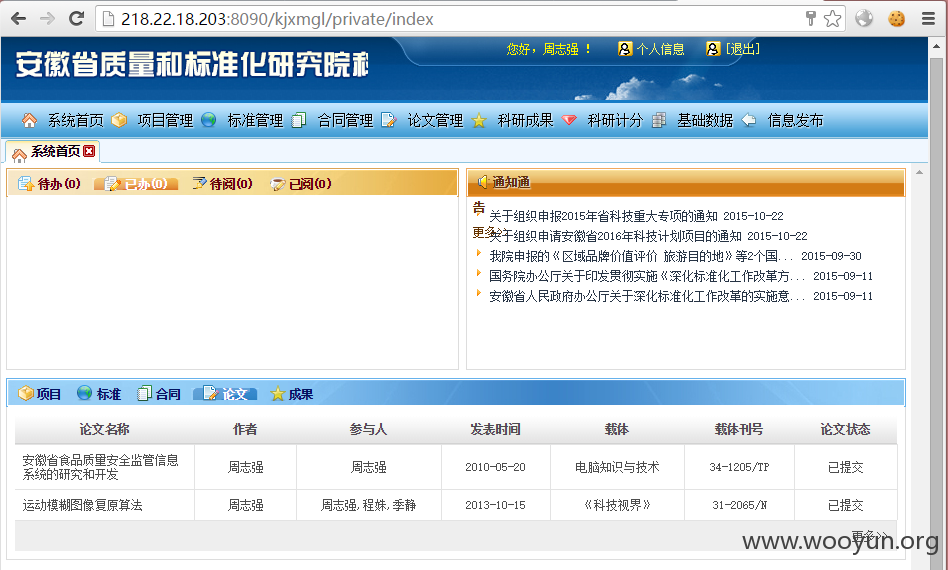 218.22.18.203:8090/kjxmgl/private/index
安徽省质量和标准化研究院科
您好，周志强 ！ 个人信息 [退出]
系统首页 项目管理 标准管理 合同管理 论文管理 科研成果 科研计分 基础数据 信息发布
系统首页
待办(0) 已办(0) 待阅(0) 已阅(0)
通知通告
更多>>
关于组织申报2015年省科技重大专项的通知 2015-10-22
关于组织申请安徽省2016年科技计划项目的通知 2015-10-22
我院申报的《区域品牌价值评价 旅游目的地》等2个国... 2015-09-30
国务院办公厅关于印发贯彻实施《深化标准化工作改革方... 2015-09-11
安徽省人民政府办公厅关于深化标准化工作改革的实施意... 2015-09-11
项目 标准 合同 论文 成果
论文名称 作者 参与人 发表时间 载体 载体刊号 论文状态
安徽省食品质量安全监管信息
系统的研究和开发 周志强 周志强 2010-05-20 电脑知识与技术 34-1205/TP 已提交
运动模糊图像复原算法 周志强 周志强,程姝,季静 2013-10-15 《科技视界》 31-2065/N 已提交
更多>>
www.wooyun.org